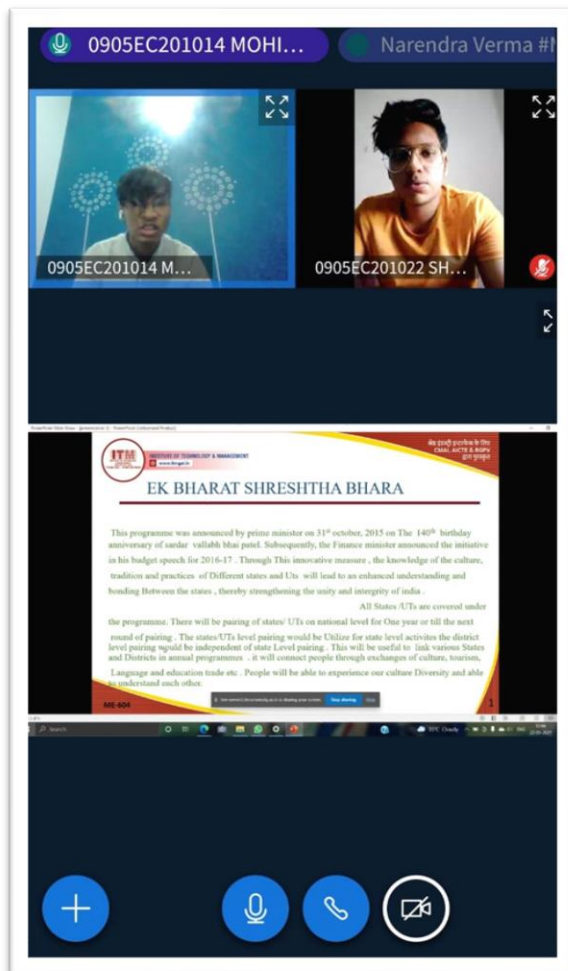 0905EC201014 MOHI...
Narendra Verma #
0905EC201014 M...
0905EC201022 SH...
ITM
INSTITUTE OF TECHNOLOGY & MANAGEMENT
CMAI, AICTE & RGPV
EK BHARAT SHRESHTHA BHARA
This programme was announced by prime minister on 31st october, 2015 on The 140th birthday
anniversary of sardar vallabh bhai patel. Subsequently, the Finance minister announced the initiative
in his budget speech for 2016-17 . Through This innovative measure , the knowledge of the culture,
tradition and practices of Different states and Uts will lead to an enhanced understanding and
bonding Between the states , thereby strengthening the unity and intergrity of india .
All States /UTs are covered under
the programme. There will be pairing of states/ UTs on national level for One year or till the next
round of pairing . The states/UTs level pairing would be Utilize for state level activites the district
level pairing would be independent of state Level pairing . This will be useful to link various States
and Districts in annual programmes . it will connect people through exchanges of culture, tourism,
Language and education trade etc . People will be able to experience our culture Diversity and able
to understand each other.
Stop sharing
Hide
ME-604
1
Search
Cloudy